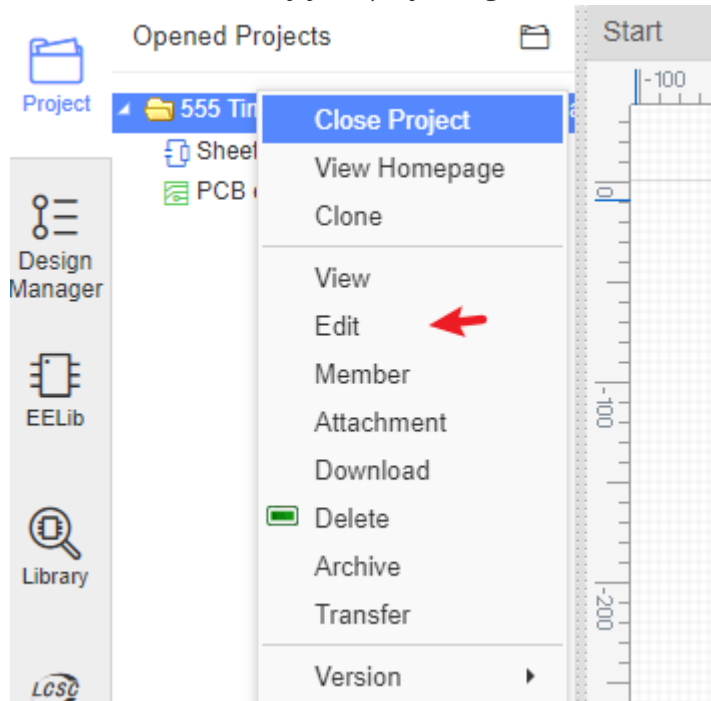 Opened Projects
Start
Project
555 Tin
Sheet
PCB
Design
Manager
EELib
Library
LCSC
Close Project
View Homepage
Clone
View
Edit
Member
Attachment
Download
Delete
Archive
Transfer
Version
-100
0
-100
-200